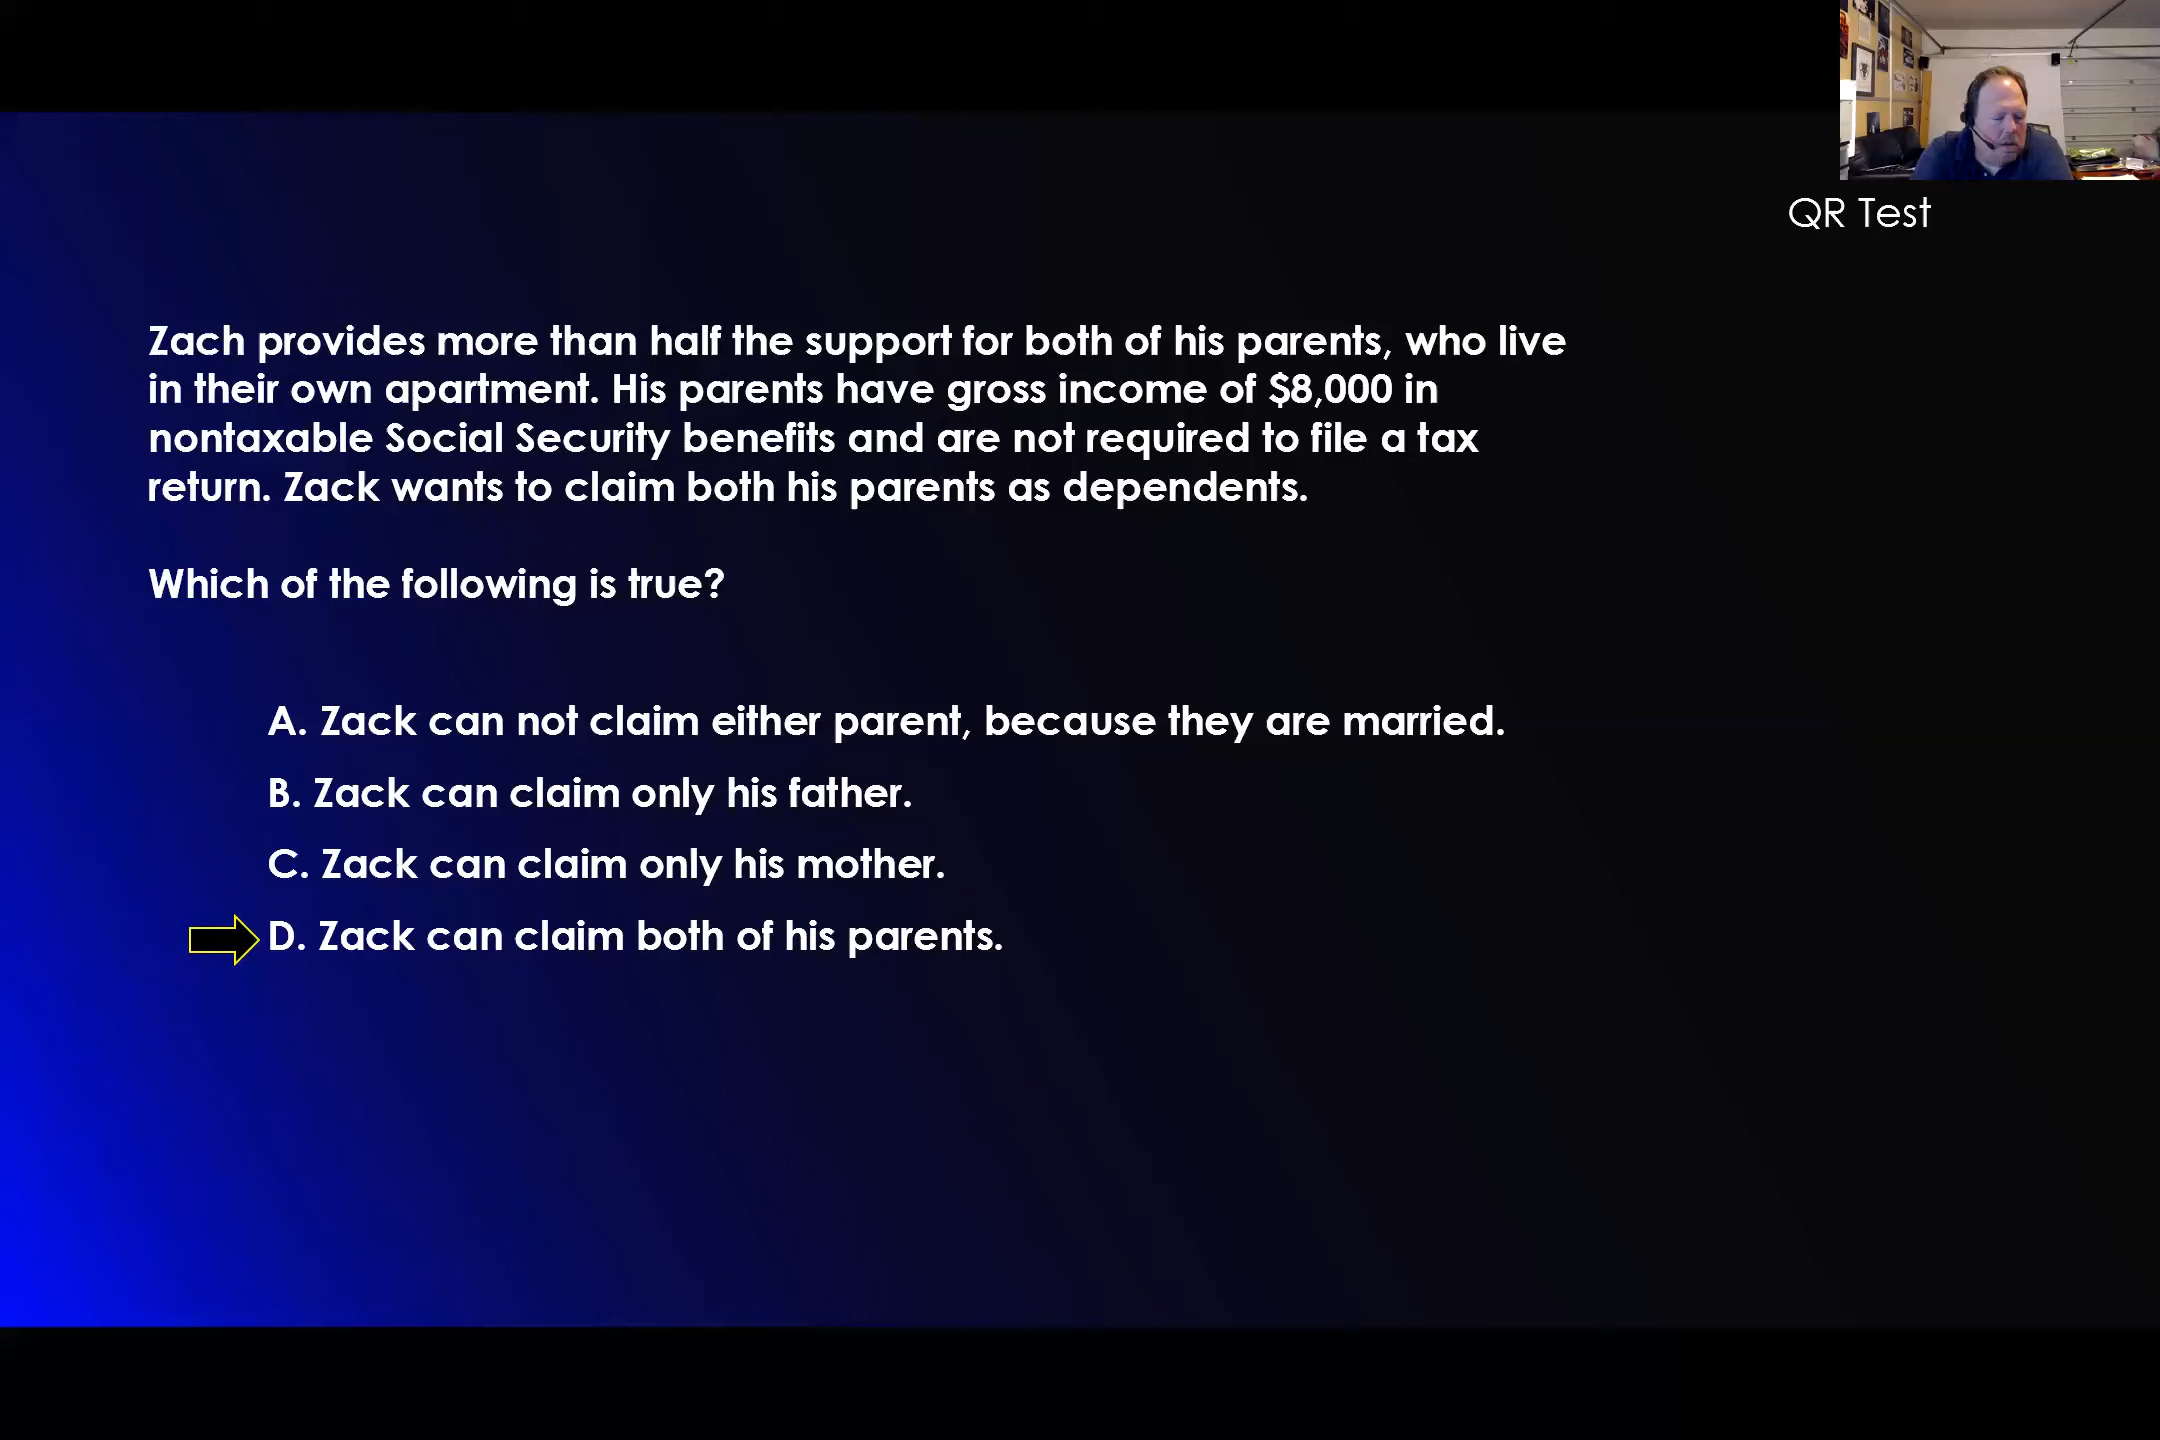 QR Test
Zach provides more than half the support for both of his parents, who live
in their own apartment. His parents have gross income of $8,000 in
nontaxable Social Security benefits and are not required to file a tax
return. Zack wants to claim both his parents as dependents.
Which of the following is true?
A. Zack can not claim either parent, because they are married.
B. Zack can claim only his father.
C. Zack can claim only his mother.
D. Zack can claim both of his parents.